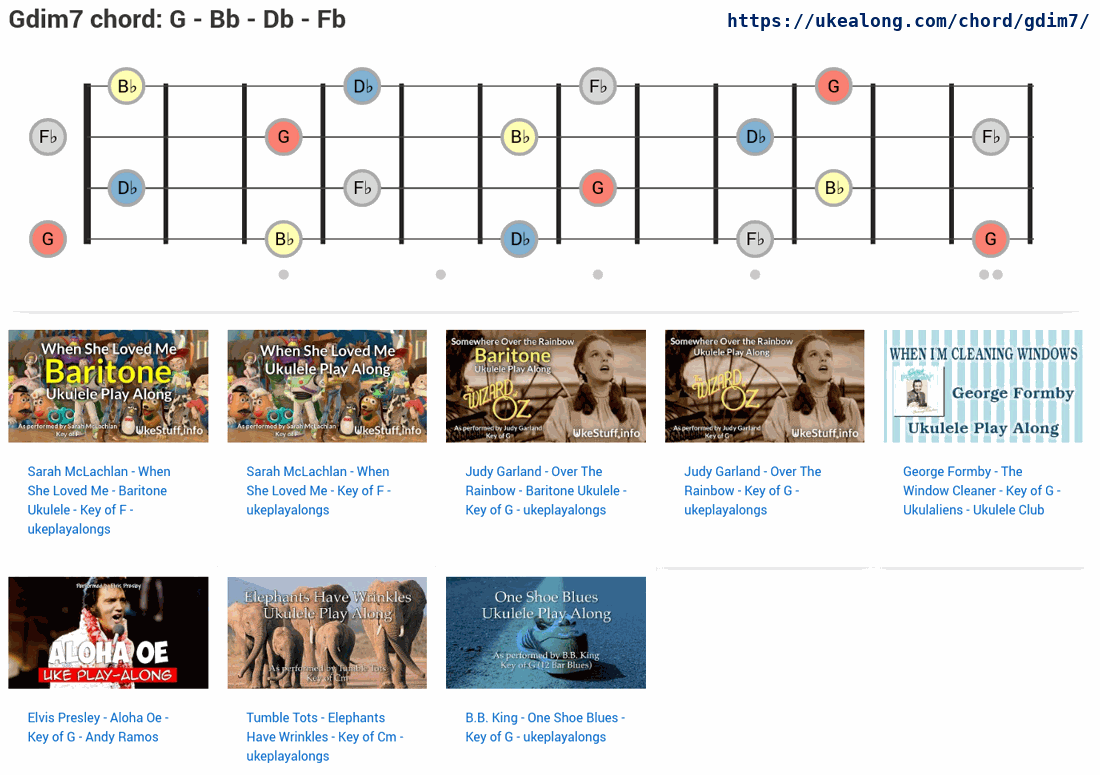 Gdim7 chord: G - Bb - Db - Fb
https://ukealong.com/chord/gdim7/
B♭ D♭ F♭ G
F♭ G B♭ D♭ F♭
D♭ F♭ G B♭
G B♭ D♭ F♭ G
When She Loved Me
Baritone
Ukulele Play Along
As performed by Sarah McLachlan
Key of F
UkeStuff.info
When She Loved Me
Ukulele Play Along
As performed by Sarah McLachlan
Key of F
UkeStuff.info
Somewhere Over the Rainbow
Baritone
Ukulele Play Along
THE WIZARD OF OZ
As performed by Judy Garland
Key of G
UkeStuff.info
Somewhere Over the Rainbow
Ukulele Play Along
THE WIZARD OF OZ
As performed by Judy Garland
Key of G
UkeStuff.info
WHEN I'M CLEANING WINDOWS
George Formby
Ukulele Play Along
Sarah McLachlan - When
She Loved Me - Baritone
Ukulele - Key of F -
ukeplayalongs
Sarah McLachlan - When
She Loved Me - Key of F -
ukeplayalongs
Judy Garland - Over The
Rainbow - Baritone Ukulele -
Key of G - ukeplayalongs
Judy Garland - Over The
Rainbow - Key of G -
ukeplayalongs
George Formby - The
Window Cleaner - Key of G -
Ukulaliens - Ukulele Club
Performed by Elvis Presley
ALOHA OE
UKE PLAY-ALONG
Elephants Have Wrinkles
Ukulele Play Along
As performed by Tumble Tots
Key of Cm
One Shoe Blues
Ukulele Play Along
As performed by B.B. King
Key of G (12 Bar Blues)
Elvis Presley - Aloha Oe -
Key of G - Andy Ramos
Tumble Tots - Elephants
Have Wrinkles - Key of Cm -
ukeplayalongs
B.B. King - One Shoe Blues -
Key of G - ukeplayalongs